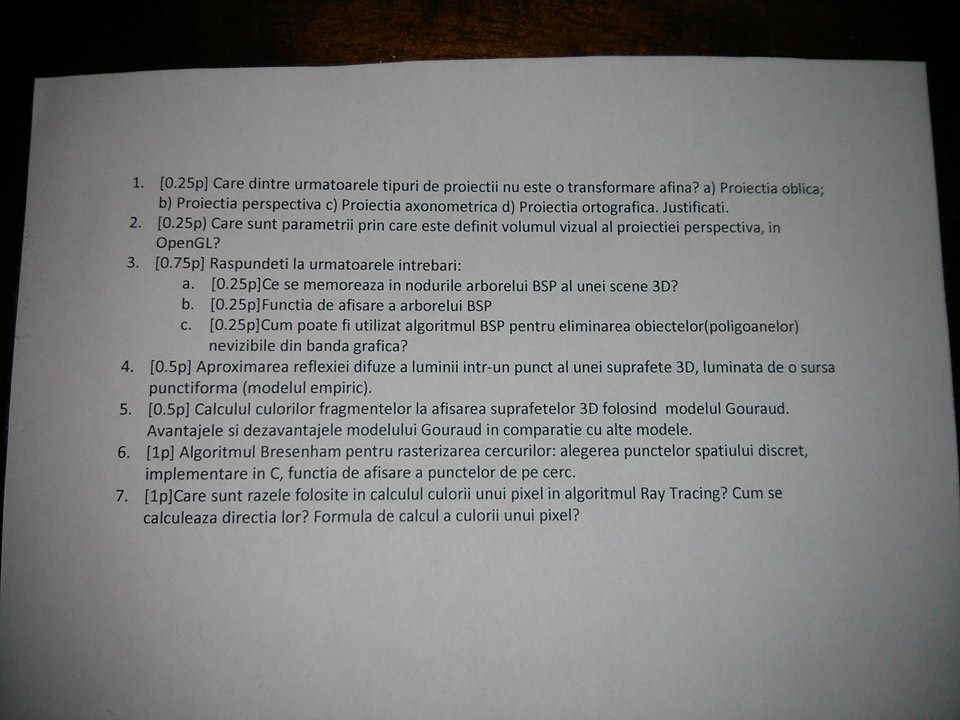 1. [0.25p] Care dintre urmatoarele tipuri de proiectii nu este o transformare afina? a) Proiectia oblica;
b) Proiectia perspectiva c) Proiectia axonometrica d) Proiectia ortografica. Justificati.
2. [0.25p) Care sunt parametrii prin care este definit volumul vizual al proiectiei perspectiva, in
OpenGL?
3. [0.75p] Raspundeti la urmatoarele intrebari:
a. [0.25p]Ce se memoreaza in nodurile arborelui BSP al unei scene 3D?
b. [0.25p]Functia de afisare a arborelui BSP
c. [0.25p]Cum poate fi utilizat algoritmul BSP pentru eliminarea obiectelor(poligoanelor)
nevizibile din banda grafica?
4. [0.5p] Aproximarea reflexiei difuze a luminii intr-un punct al unei suprafete 3D, luminata de o sursa
punctiforma (modelul empiric).
5. [0.5p] Calculul culorilor fragmentelor la afisarea suprafetelor 3D folosind modelul Gouraud.
Avantajele si dezavantajele modelului Gouraud in comparatie cu alte modele.
6. [1p] Algoritmul Bresenham pentru rasterizarea cercurilor: alegerea punctelor spatiului discret,
implementare in C, functia de afisare a punctelor de pe cerc.
7. [1p]Care sunt razele folosite in calculul culorii unui pixel in algoritmul Ray Tracing? Cum se
calculeaza directia lor? Formula de calcul a culorii unui pixel?